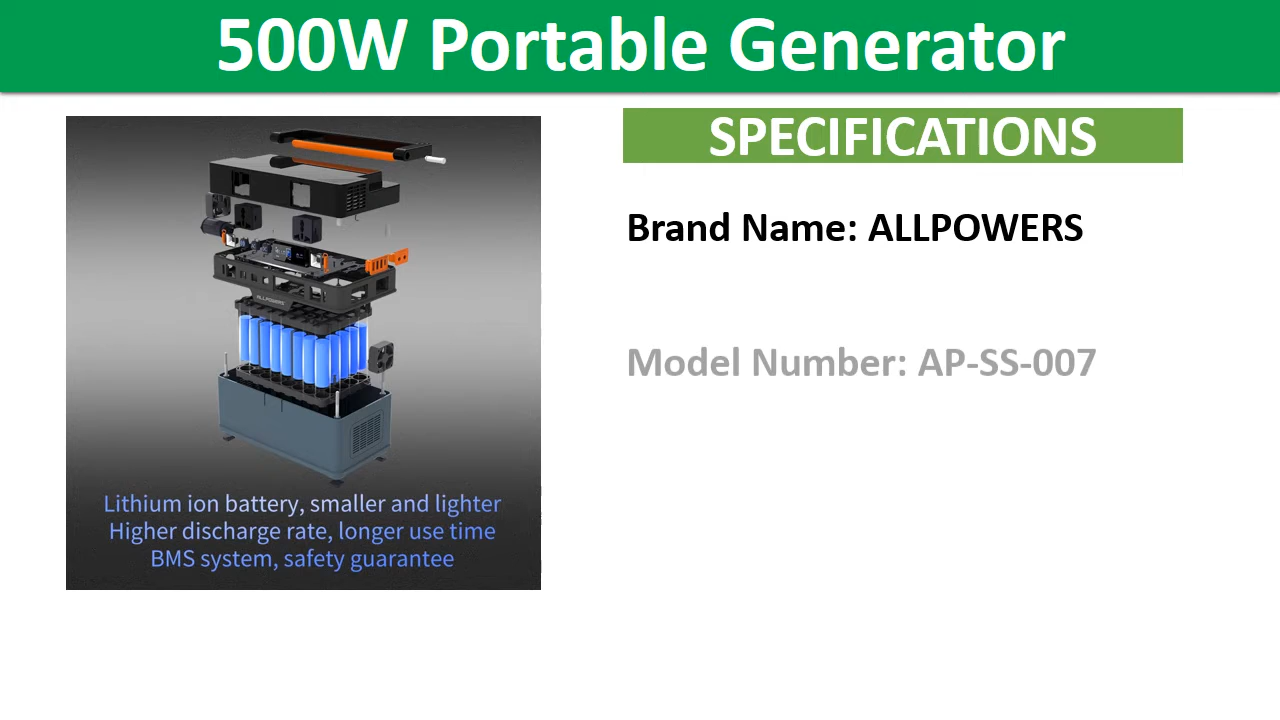 500W Portable Generator
SPECIFICATIONS
Brand Name: ALLPOWERS
Model Number: AP-SS-007
ALLPOWERS
Lithium ion battery, smaller and lighter
Higher discharge rate, longer use time
BMS system, safety guarantee